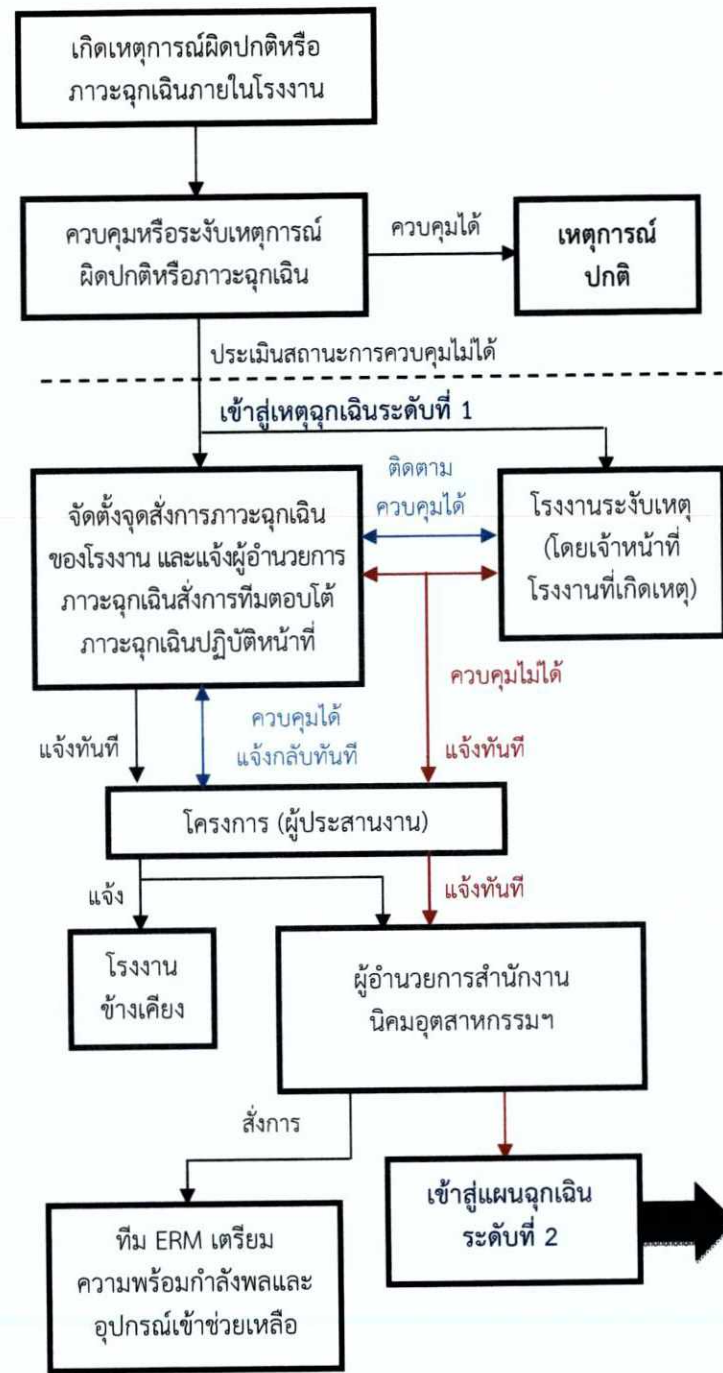 เกิดเหตุการณ์ผิดปกติหรือ
ภาวะฉุกเฉินภายในโรงงาน
ควบคุมหรือระงับเหตุการณ์
ผิดปกติหรือภาวะฉุกเฉิน
ควบคุมได้
เหตุการณ์
ปกติ
ประเมินสถานะการควบคุมไม่ได้
เข้าสู่เหตุฉุกเฉินระดับที่ 1
จัดตั้งจุดสั่งการภาวะฉุกเฉิน
ของโรงงาน และแจ้งผู้อำนวยการ
ภาวะฉุกเฉินสั่งการทีมตอบโต้
ภาวะฉุกเฉินปฏิบัติหน้าที่
ติดตาม
ควบคุมได้
โรงงานระงับเหตุ
(โดยเจ้าหน้าที่
โรงงานที่เกิดเหตุ)
ควบคุมไม่ได้
แจ้งทันที
ควบคุมได้
แจ้งกลับทันที
แจ้งทันที
โครงการ (ผู้ประสานงาน)
แจ้ง
แจ้งทันที
โรงงาน
ข้างเคียง
ผู้อำนวยการสำนักงาน
นิคมอุตสาหกรรมฯ
สั่งการ
ทีม ERM เตรียม
ความพร้อมกำลังพลและ
อุปกรณ์เข้าช่วยเหลือ
เข้าสู่แผนฉุกเฉิน
ระดับที่ 2